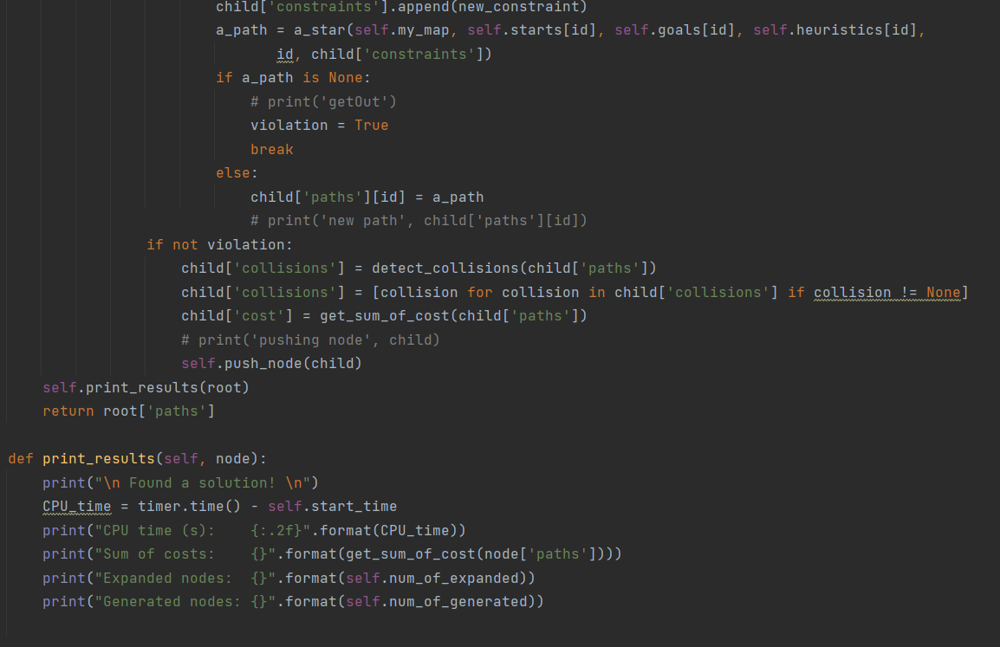 child['constraints'].append(new_constraint)
a_path = a_star(self.my_map, self.starts[id], self.goals[id], self.heuristics[id],
id, child['constraints'])
if a_path is None:
# print('getOut')
violation = True
break
else:
child['paths'][id] = a_path
# print('new path', child['paths'][id])
if not violation:
child['collisions'] = detect_collisions(child['paths'])
child['collisions'] = [collision for collision in child['collisions'] if collision != None]
child['cost'] = get_sum_of_cost(child['paths'])
# print('pushing node', child)
self.push_node(child)
self.print_results(root)
return root['paths']
def print_results(self, node):
print("\n Found a solution! \n")
CPU_time = timer.time() - self.start_time
print("CPU time (s):    {:.2f}".format(CPU_time))
print("Sum of costs:    {}".format(get_sum_of_cost(node['paths'])))
print("Expanded nodes:  {}".format(self.num_of_expanded))
print("Generated nodes: {}".format(self.num_of_generated))